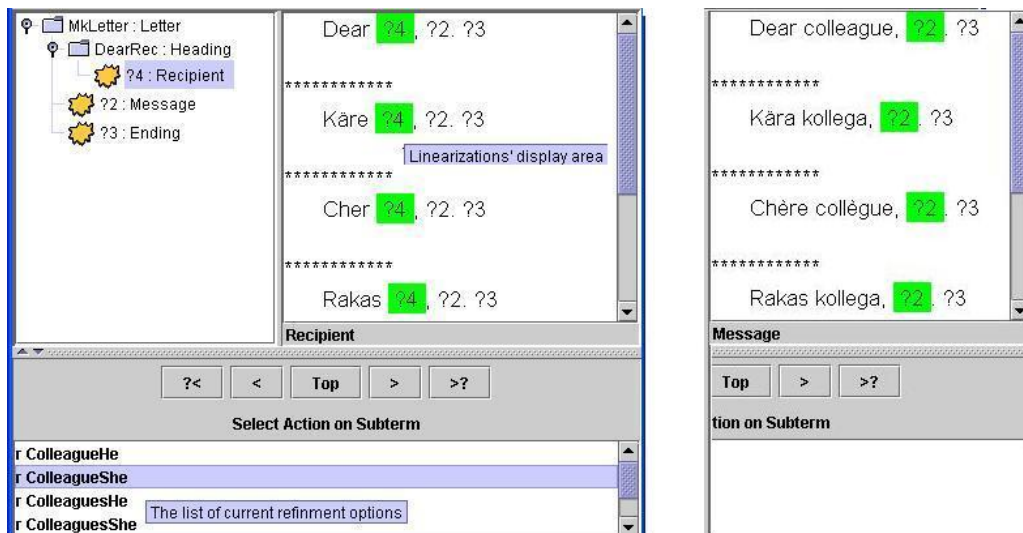 MkLetter : Letter
DearRec : Heading
?4 : Recipient
?2 : Message
?3 : Ending
Dear ?4 , ?2. ?3
************
Käre ?4 , ?2. ?3
Linearizations' display area
************
Cher ?4 , ?2. ?3
************
Rakas ?4 , ?2. ?3
Recipient
?< < Top > >?
Select Action on Subterm
r ColleagueHe
r ColleagueShe
r ColleaguesHe
r ColleaguesShe
The list of current refinment options
Dear colleague, ?2 . ?3
************
Kära kollega, ?2 . ?3
************
Chère collègue, ?2 . ?3
************
Rakas kollega, ?2 . ?3
Message
Top > >?
tion on Subterm